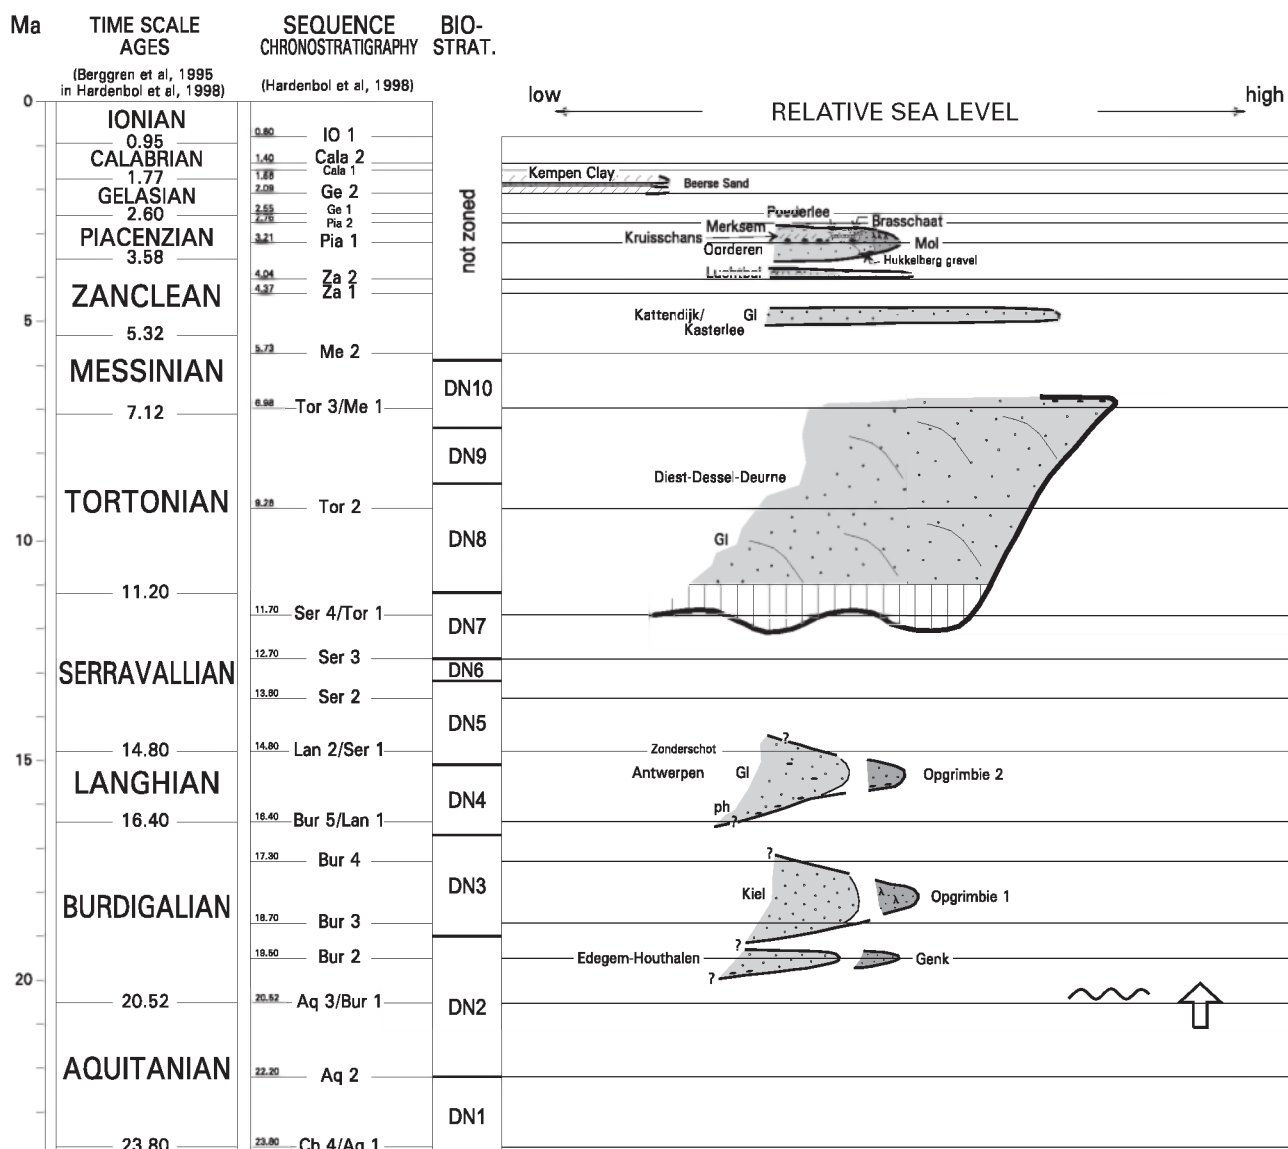 Ma
TIME SCALE
AGES
(Berggren et al, 1995
in Hardenbol et al, 1998)
SEQUENCE
CHRONOSTRATIGRAPHY
(Hardenbol et al, 1998)
BIO-
STRAT.
low
RELATIVE SEA LEVEL
high
0
5
10
15
20
IONIAN
0.95
CALABRIAN
1.77
GELASIAN
2.60
PIACENZIAN
3.58
ZANCLEAN
5.32
MESSINIAN
7.12
TORTONIAN
11.20
SERRAVALLIAN
14.80
LANGHIAN
16.40
BURDIGALIAN
20.52
AQUITANIAN
23.80
0.80 IO 1
1.40 Cala 2
Cala 1
2.09 Ge 2
2.55 Ge 1
2.76 Pia 2
3.21 Pia 1
4.04 Za 2
4.37 Za 1
5.73 Me 2
6.98 Tor 3/Me 1
9.26 Tor 2
11.70 Ser 4/Tor 1
12.70 Ser 3
13.60 Ser 2
14.80 Lan 2/Ser 1
16.40 Bur 5/Lan 1
17.30 Bur 4
18.70 Bur 3
19.50 Bur 2
20.52 Aq 3/Bur 1
22.20 Aq 2
23.80 Ch 4/Aq 1
not zoned
DN10
DN9
DN8
DN7
DN6
DN5
DN4
DN3
DN2
DN1
Kempen Clay
Beerse Sand
Poederlee
Merksem
Brasschaat
Kruisschans
Mol
Oorderen
Hukkelberg gravel
Luchtbal
Kattendijk/
Kasterlee
Gl
Diest-Dessel-Deurne
Gl
?
Zonderschot
Antwerpen Gl
Opgrimbie 2
ph
?
?
Kiel
Opgrimbie 1
?
Edegem-Houthalen
Genk
?